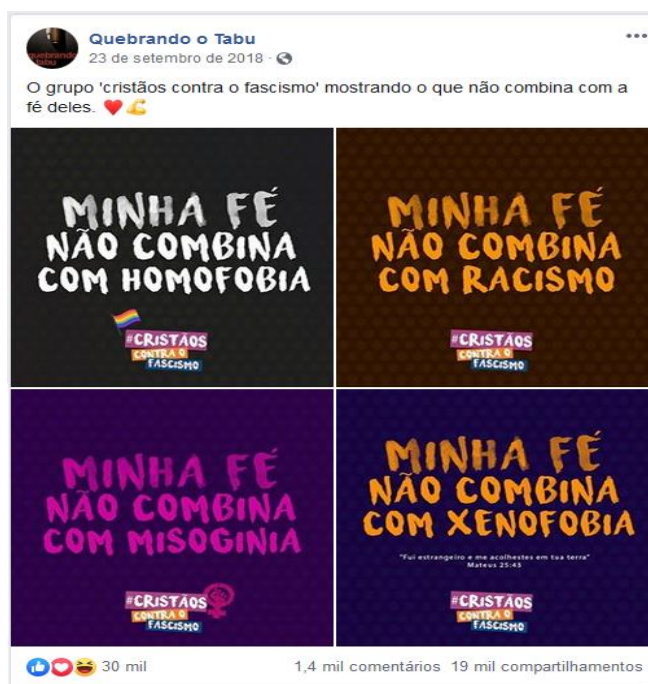 Quebrando o Tabu
23 de setembro de 2018
O grupo 'cristãos contra o fascismo' mostrando o que não combina com a
fé deles.
MINHA FÉ
NÃO COMBINA
COM HOMOFOBIA
#CRISTÃOS
CONTRA O
FASCISMO
MINHA FÉ
NÃO COMBINA
COM RACISMO
#CRISTÃOS
CONTRA O
FASCISMO
MINHA FÉ
NÃO COMBINA
COM MISOGINIA
#CRISTÃOS
CONTRA O
FASCISMO
MINHA FÉ
NÃO COMBINA
COM XENOFOBIA
"Fui estrangeiro e me acolhestes em tua terra"
Mateus 25:43
#CRISTÃOS
CONTRA O
FASCISMO
30 mil
1,4 mil comentários 19 mil compartilhamentos